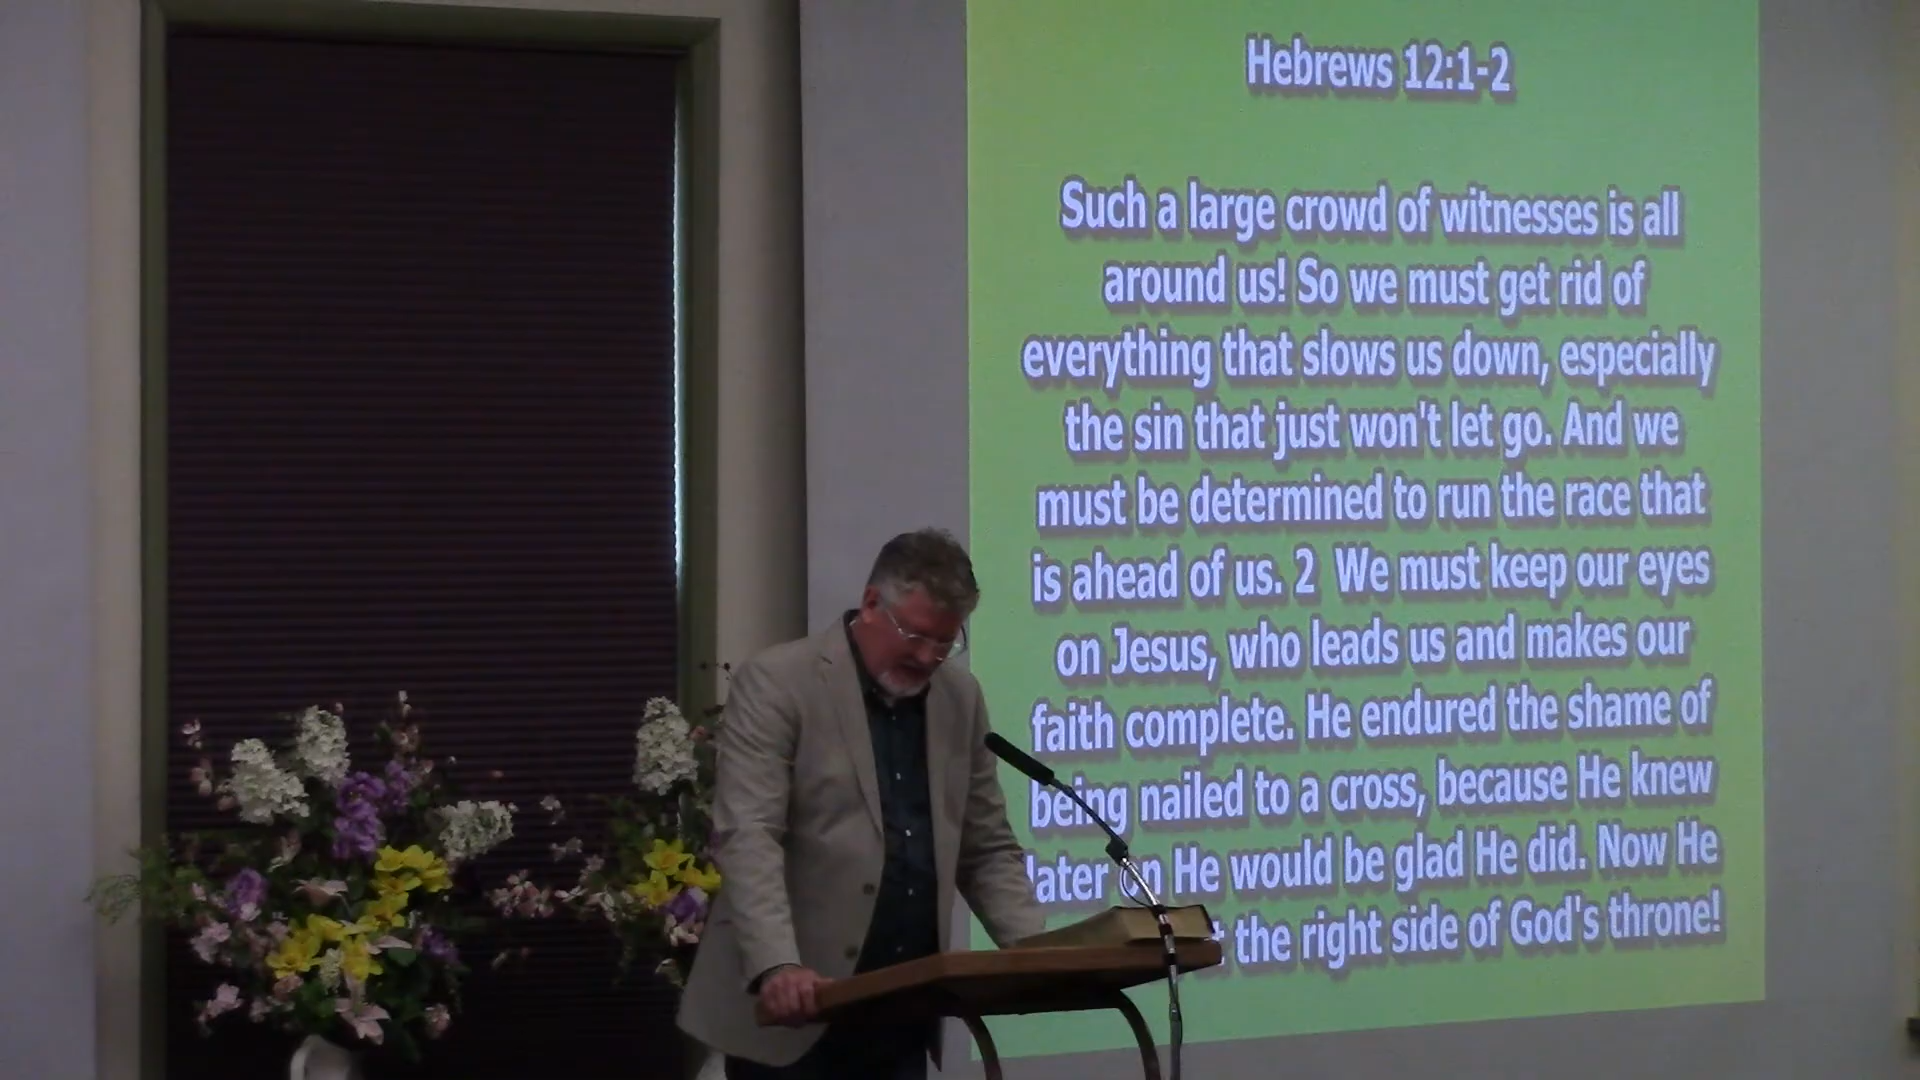 Hebrews 12:1-2
Such a large crowd of witnesses is all
around us! So we must get rid of
everything that slows us down, especially
the sin that just won't let go. And we
must be determined to run the race that
is ahead of us. 2 We must keep our eyes
on Jesus, who leads us and makes our
faith complete. He endured the shame of
being nailed to a cross, because He knew
later on He would be glad He did. Now He
the right side of God's throne!